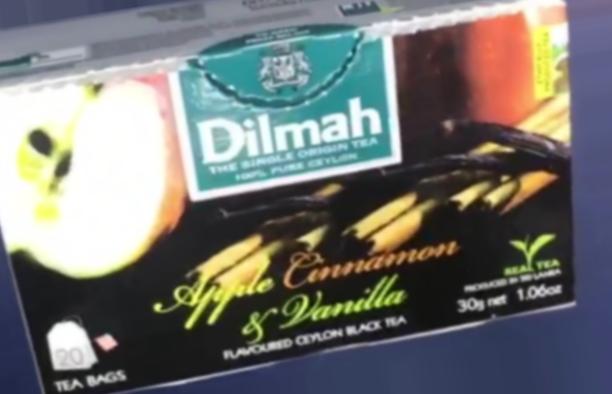 Dilmah
THE SINGLE ORIGIN TEA
100% PURE CEYLON
Apple Cinnamon
& Vanilla
FLAVOURED CEYLON BLACK TEA
20
TEA BAGS
REAL TEA
PRODUCED IN SRI LANKA
30g net 1.06oz